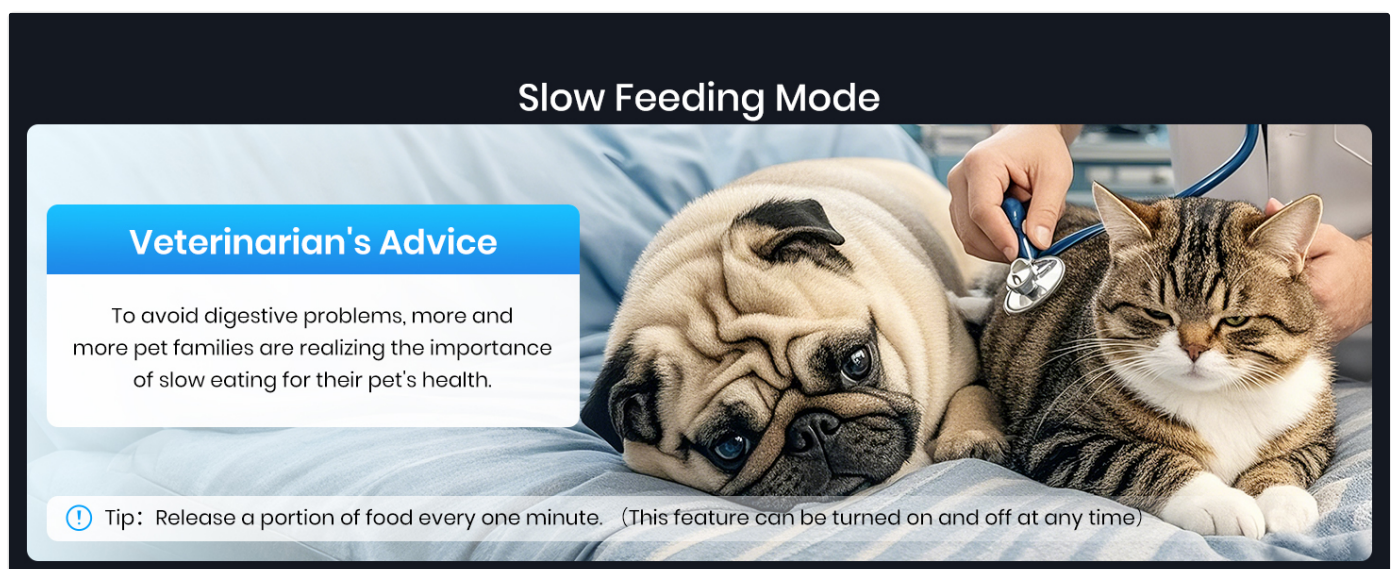 Slow Feeding Mode
Veterinarian's Advice
To avoid digestive problems, more and
more pet families are realizing the importance
of slow eating for their pet's health.
Tip：Release a portion of food every one minute. （This feature can be turned on and off at any time）